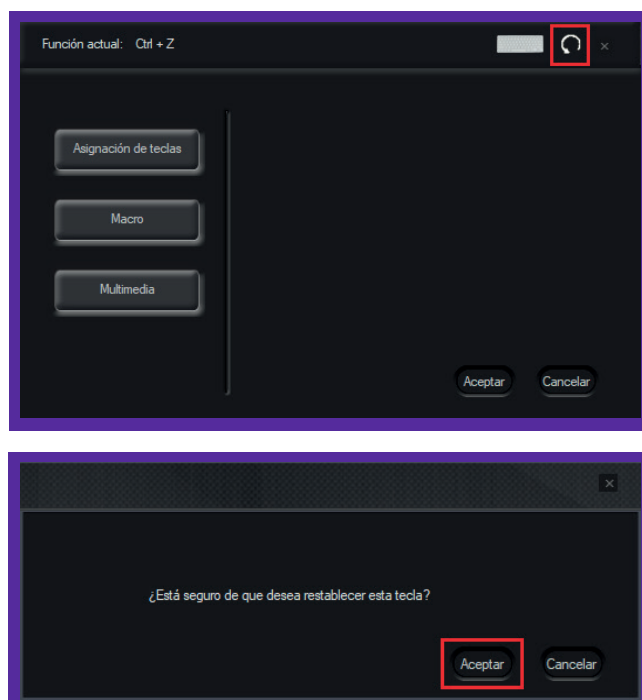 Función actual: Ctrl + Z
Asignación de teclas
Macro
Multimedia
Aceptar Cancelar
¿Está seguro de que desea restablecer esta tecla?
Aceptar Cancelar